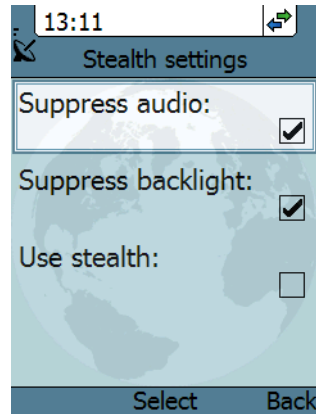 13:11
Stealth settings
Suppress audio:
Suppress backlight:
Use stealth:
Select Back